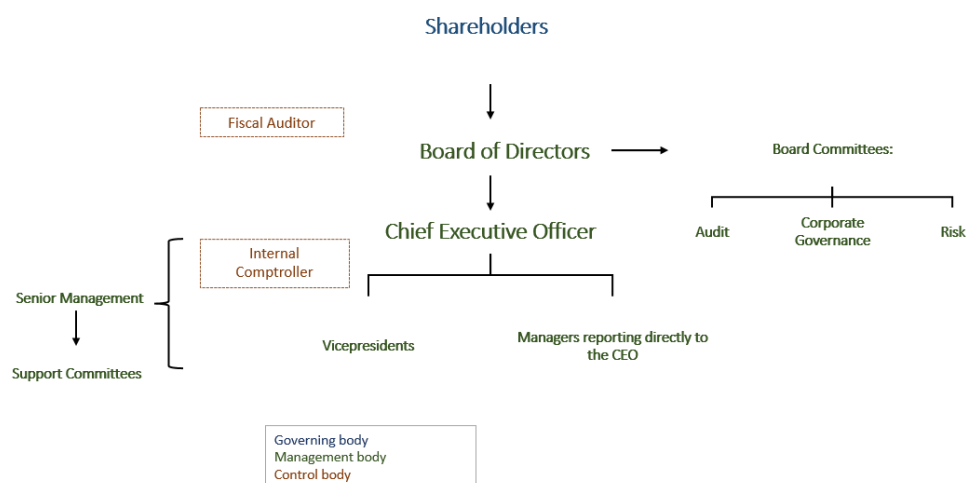 Shareholders
Fiscal Auditor
Board of Directors
Board Committees:
Audit
Corporate
Governance
Risk
Chief Executive Officer
Internal
Comptroller
Senior Management
Support Committees
Vicepresidents
Managers reporting directly to
the CEO
Governing body
Management body
Control body